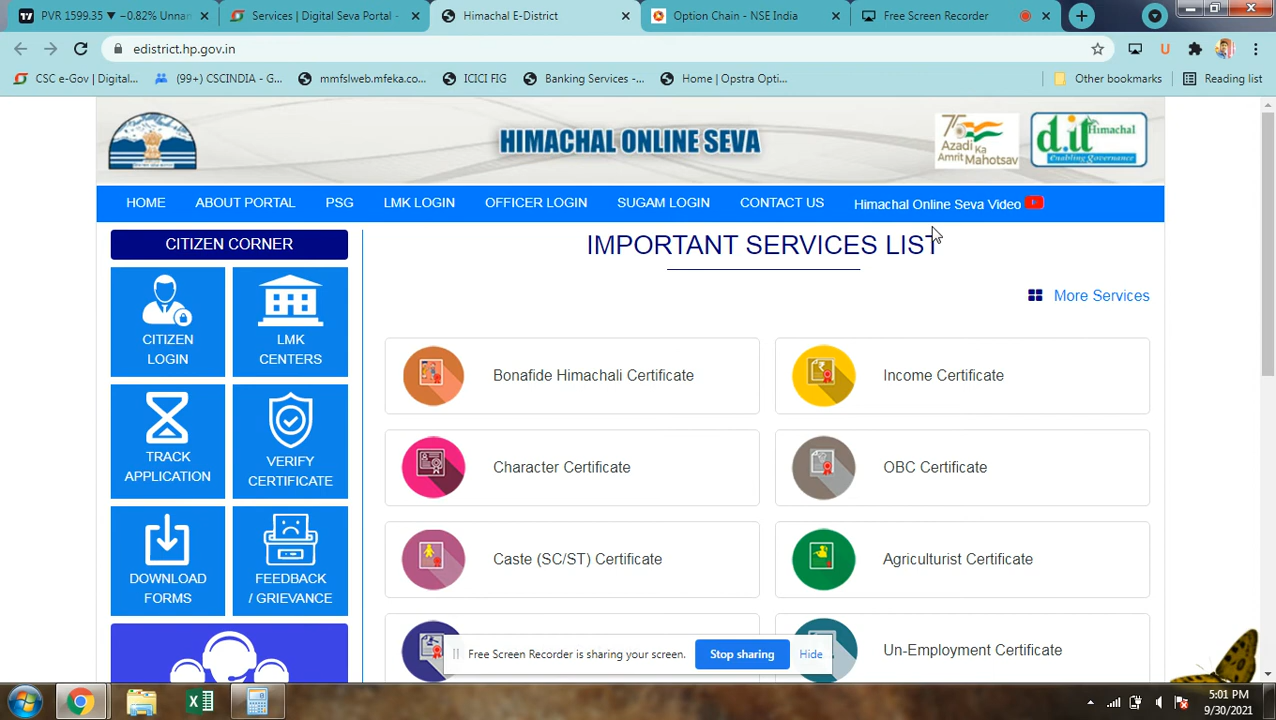 PVR 1599.35 ▼ −0.82% Unnan
Services | Digital Seva Portal -
Himachal E-District
Option Chain - NSE India
Free Screen Recorder
edistrict.hp.gov.in
CSC e-Gov | Digital...
(99+) CSCINDIA - G...
mmfslweb.mfeka.co...
ICICI FIG
Banking Services -...
Home | Opstra Opti...
Other bookmarks
Reading list
HIMACHAL ONLINE SEVA
75
Azadi Ka
Amrit Mahotsav
d.it Himachal
Enabling Governance
HOME
ABOUT PORTAL
PSG
LMK LOGIN
OFFICER LOGIN
SUGAM LOGIN
CONTACT US
Himachal Online Seva Video
CITIZEN CORNER
CITIZEN
LOGIN
LMK
CENTERS
TRACK
APPLICATION
VERIFY
CERTIFICATE
DOWNLOAD
FORMS
FEEDBACK
/ GRIEVANCE
IMPORTANT SERVICES LIST
More Services
Bonafide Himachali Certificate
Income Certificate
Character Certificate
OBC Certificate
Caste (SC/ST) Certificate
Agriculturist Certificate
Un-Employment Certificate
Free Screen Recorder is sharing your screen.
Stop sharing
Hide
5:01 PM
9/30/2021